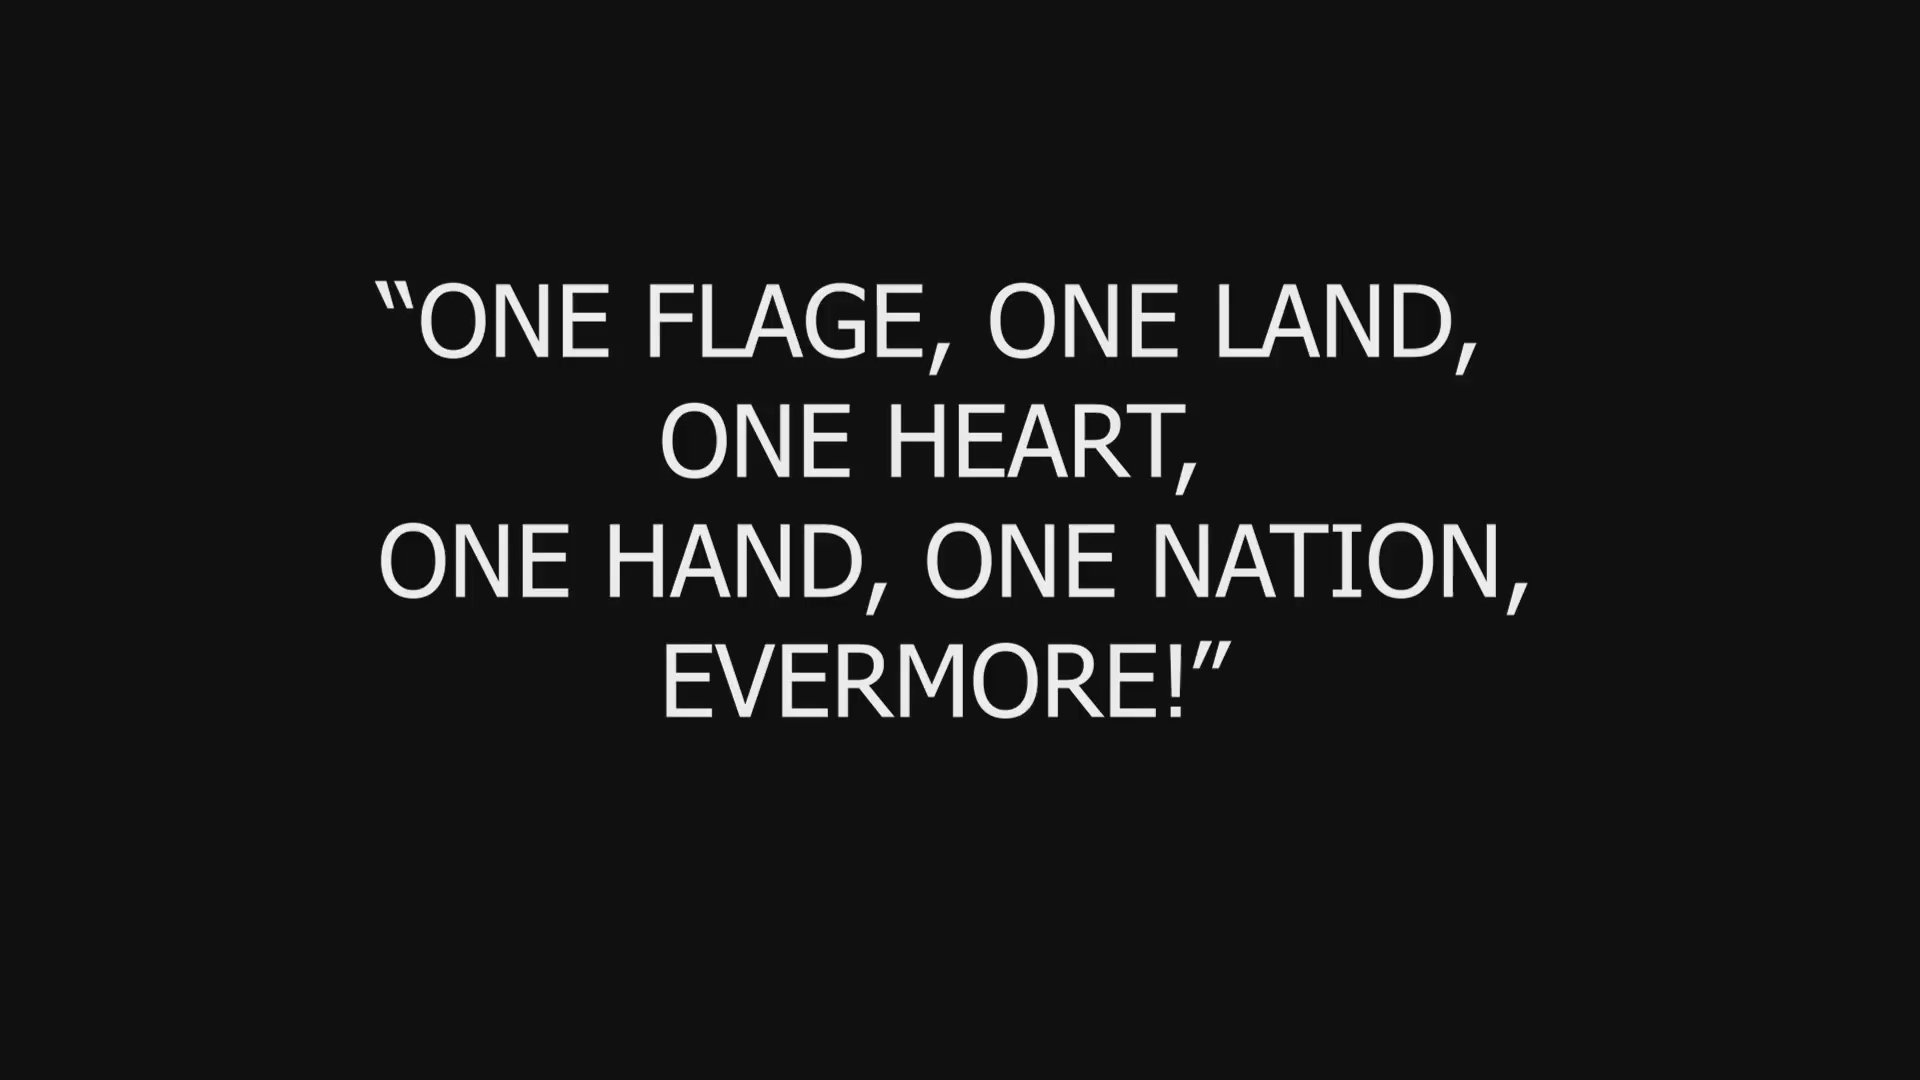 “ONE FLAGE, ONE LAND,
ONE HEART,
ONE HAND, ONE NATION,
EVERMORE!”